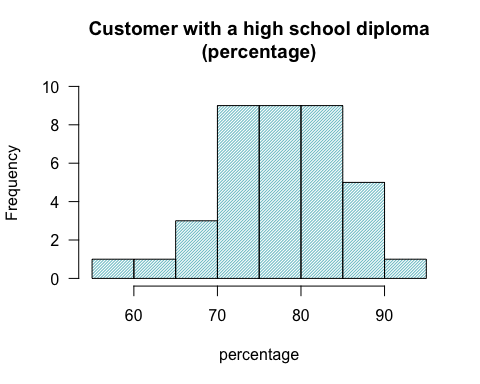 Customer with a high school diploma
(percentage)
10
8
6
4
2
0
Frequency
60 70 80 90
percentage